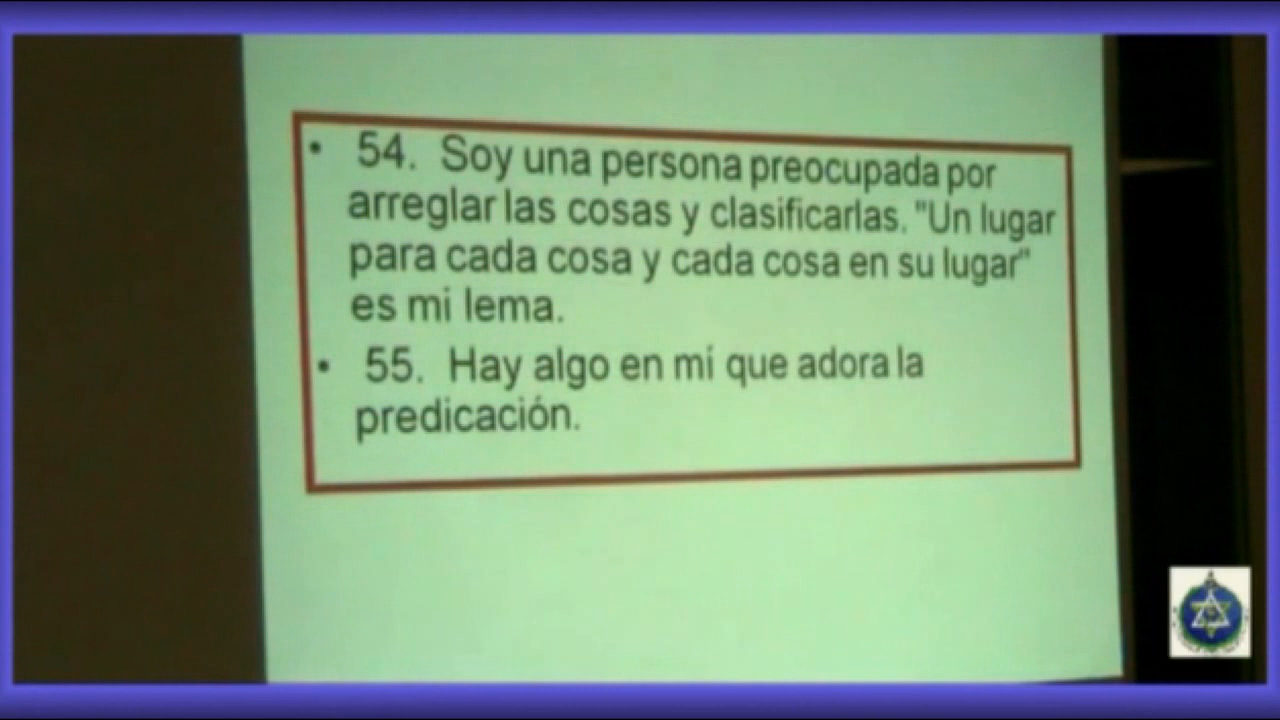 • 54. Soy una persona preocupada por
arreglar las cosas y clasificarlas. "Un lugar
para cada cosa y cada cosa en su lugar"
es mi lema.
• 55. Hay algo en mí que adora la
predicación.